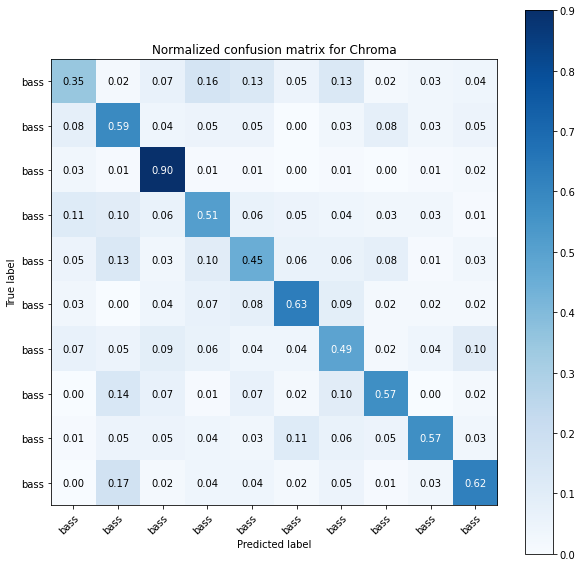 Normalized confusion matrix for Chroma
bass 0.35 0.02 0.07 0.16 0.13 0.05 0.13 0.02 0.03 0.04
bass 0.08 0.59 0.04 0.05 0.05 0.00 0.03 0.08 0.03 0.05
bass 0.03 0.01 0.90 0.01 0.01 0.00 0.01 0.00 0.01 0.02
bass 0.11 0.10 0.06 0.51 0.06 0.05 0.04 0.03 0.03 0.01
bass 0.05 0.13 0.03 0.10 0.45 0.06 0.06 0.08 0.01 0.03
bass 0.03 0.00 0.04 0.07 0.08 0.63 0.09 0.02 0.02 0.02
bass 0.07 0.05 0.09 0.06 0.04 0.04 0.49 0.02 0.04 0.10
bass 0.00 0.14 0.07 0.01 0.07 0.02 0.10 0.57 0.00 0.02
bass 0.01 0.05 0.05 0.04 0.03 0.11 0.06 0.05 0.57 0.03
bass 0.00 0.17 0.02 0.04 0.04 0.02 0.05 0.01 0.03 0.62
bass bass bass bass bass bass bass bass bass bass
Predicted label
True label
0.9
0.8
0.7
0.6
0.5
0.4
0.3
0.2
0.1
0.0